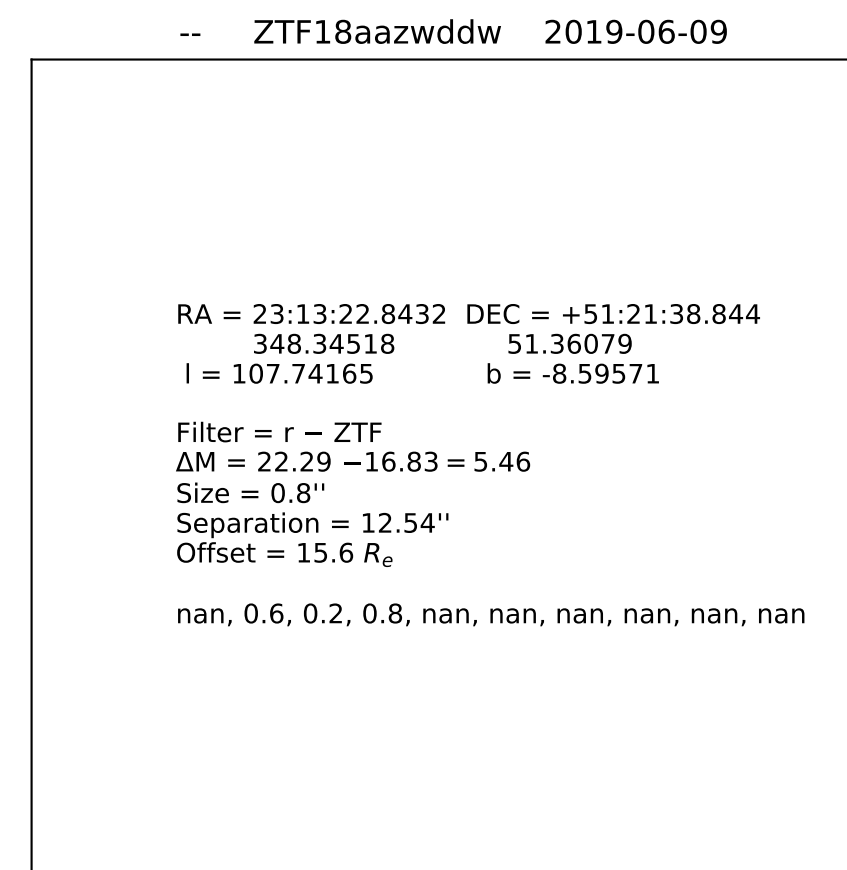 -- ZTF18aazwddw 2019-06-09
RA = 23:13:22.8432 DEC = +51:21:38.844
348.34518 51.36079
l = 107.74165 b = -8.59571
Filter = r − ZTF
ΔM = 22.29 −16.83 = 5.46
Size = 0.8''
Separation = 12.54''
Offset = 15.6 Rₑ
nan, 0.6, 0.2, 0.8, nan, nan, nan, nan, nan, nan